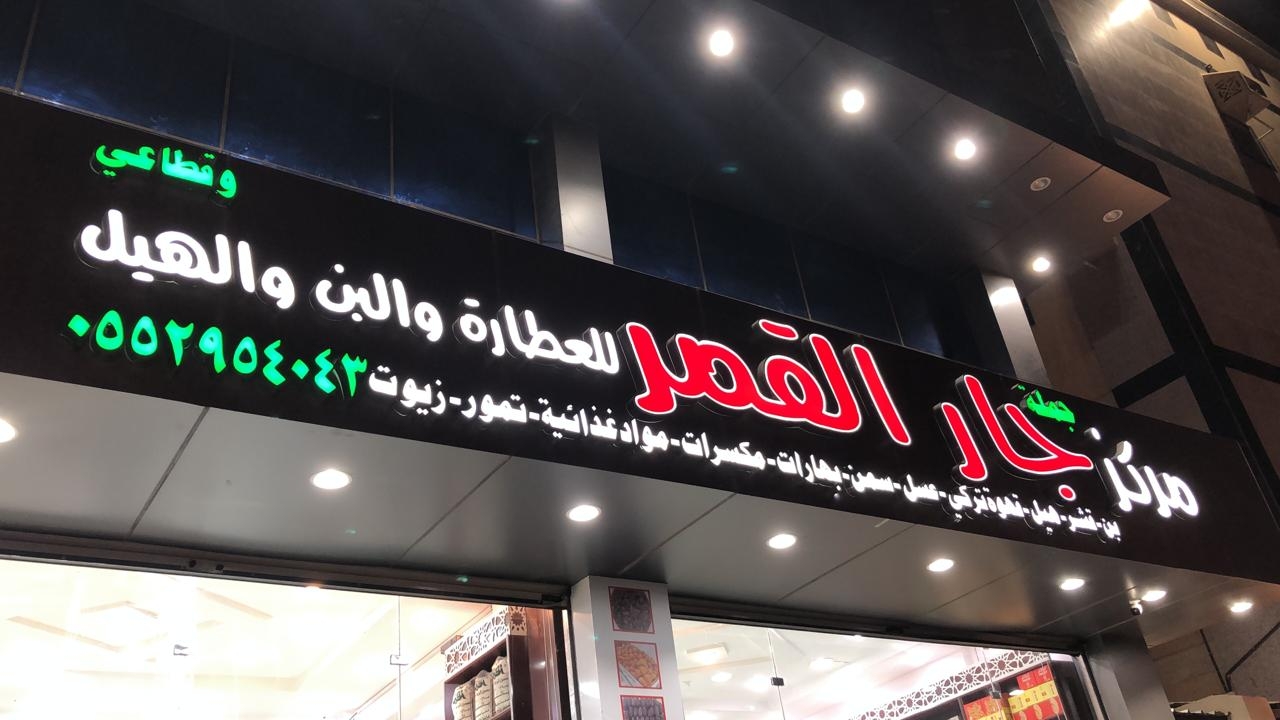 جملة
وقطاعي
مركز جار القمر للعطارة والبن والهيل
بن-قشر-هيل-قهوة تركي-عسل-سمن-بهارات-مكسرات-مواد غذائية-تمور-زيوت ٠٥٥٢٩٥٤٠٤٣